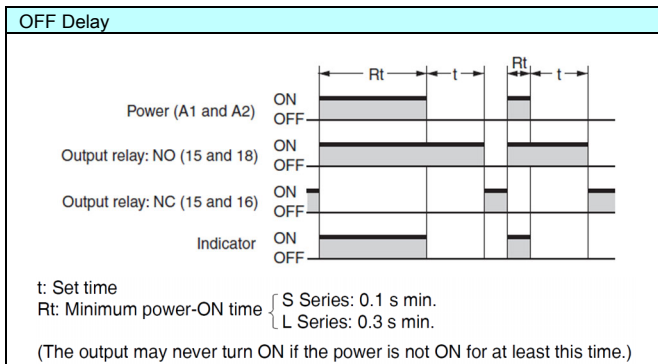 OFF Delay
Rt t Rt t
Power (A1 and A2) ON
OFF
Output relay: NO (15 and 18) ON
OFF
Output relay: NC (15 and 16) ON
OFF
Indicator ON
OFF
t: Set time
Rt: Minimum power-ON time { S Series: 0.1 s min.
L Series: 0.3 s min.
(The output may never turn ON if the power is not ON for at least this time.)